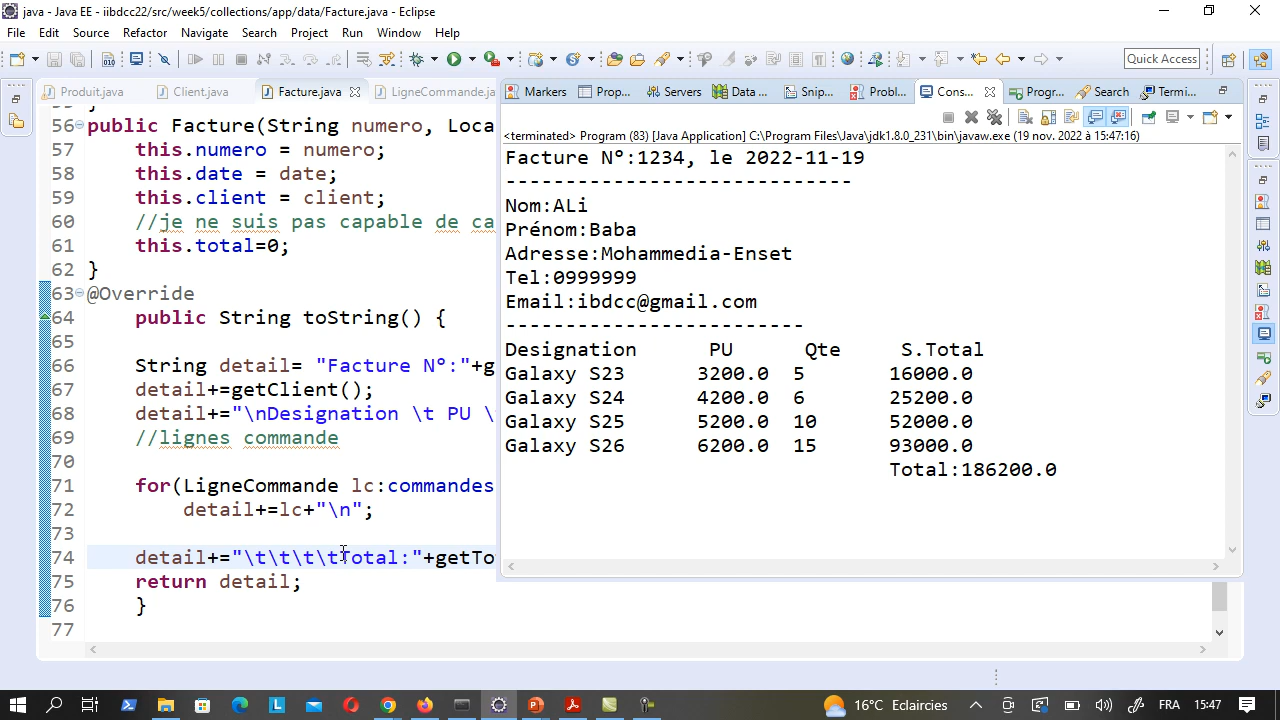 java - Java EE - iibdcc22/src/week5/collections/app/data/Facture.java - Eclipse
File Edit Source Refactor Navigate Search Project Run Window Help
Quick Access
Produit.java Client.java Facture.java LigneCommande.ja
Markers Prop... Servers Data ... Snip... Probl... Cons... Progr... Search Termi...
<terminated> Program (83) [Java Application] C:\Program Files\Java\jdk1.8.0_231\bin\javaw.exe (19 nov. 2022 à 15:47:16)
56 public Facture(String numero, Loca
57 this.numero = numero;
58 this.date = date;
59 this.client = client;
60 //je ne suis pas capable de ca
61 this.total=0;
62 }
63 @Override
64 public String toString() {
65
66 String detail= "Facture N°:"+g
67 detail+=getClient();
68 detail+="\nDesignation \t PU \
69 //lignes commande
70
71 for(LigneCommande lc:commandes
72 detail+=lc+"\n";
73
74 detail+="\t\t\t\tTotal:"+getTo
75 return detail;
76 }
77
Facture N°:1234, le 2022-11-19
-----------------------------
Nom:ALi
Prénom:Baba
Adresse:Mohammedia-Enset
Tel:0999999
Email:ibdcc@gmail.com
-------------------------
Designation PU Qte S.Total
Galaxy S23 3200.0 5 16000.0
Galaxy S24 4200.0 6 25200.0
Galaxy S25 5200.0 10 52000.0
Galaxy S26 6200.0 15 93000.0
Total:186200.0
16°C Eclaircies FRA 15:47